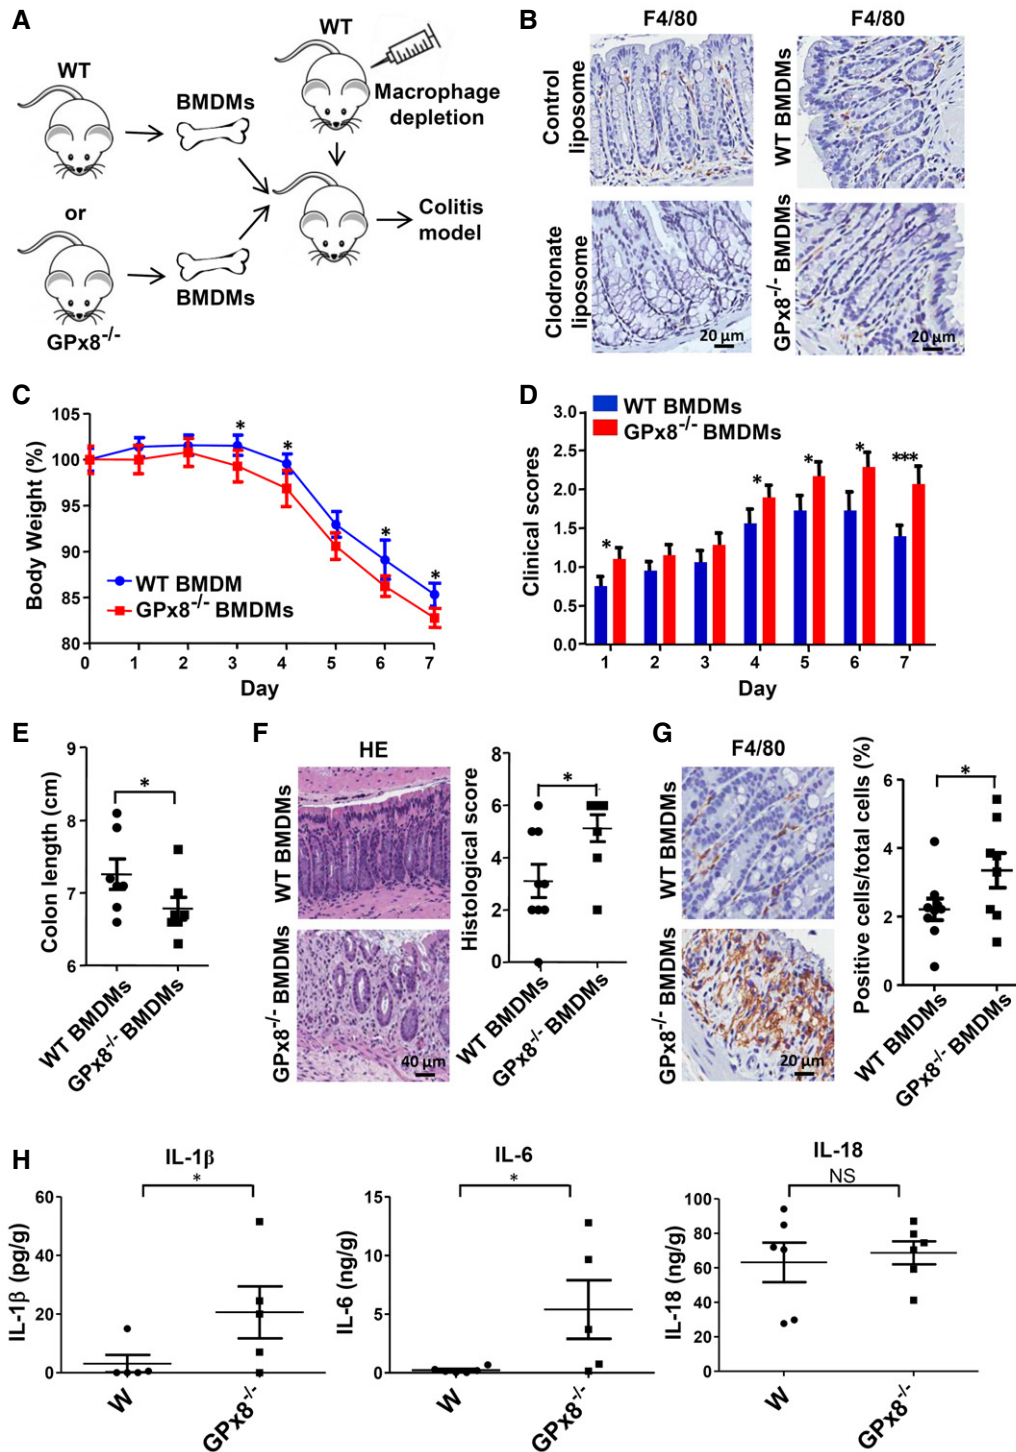 A
WT
BMDMs
or
GPx8-/-
BMDMs
WT
Macrophage
depletion
Colitis
model
B
F4/80
F4/80
Control
liposome
WT BMDMs
Clodronate
liposome
20 µm
GPx8-/- BMDMs
20 µm
C
105
100
95
90
85
80
Body Weight (%)
* * * *
WT BMDM
GPx8-/- BMDMs
0 1 2 3 4 5 6 7
Day
D
3.0
2.5
2.0
1.5
1.0
0.5
0.0
Clinical scores
WT BMDMs
GPx8-/- BMDMs
* * * * ***
1 2 3 4 5 6 7
Day
E
9
8
7
6
Colon length (cm)
*
WT BMDMs
GPx8-/- BMDMs
F
HE
WT BMDMs
GPx8-/- BMDMs
40 µm
8
6
4
2
0
Histological score
*
WT BMDMs
GPx8-/- BMDMs
G
F4/80
WT BMDMs
GPx8-/- BMDMs
20 µm
6
4
2
0
Positive cells/total cells (%)
*
WT BMDMs
GPx8-/- BMDMs
H
IL-1β
*
60
40
20
0
IL-1β (pg/g)
W
GPx8-/-
IL-6
*
15
10
5
0
IL-6 (ng/g)
W
GPx8-/-
IL-18
NS
100
80
60
40
20
0
IL-18 (ng/g)
W
GPx8-/-